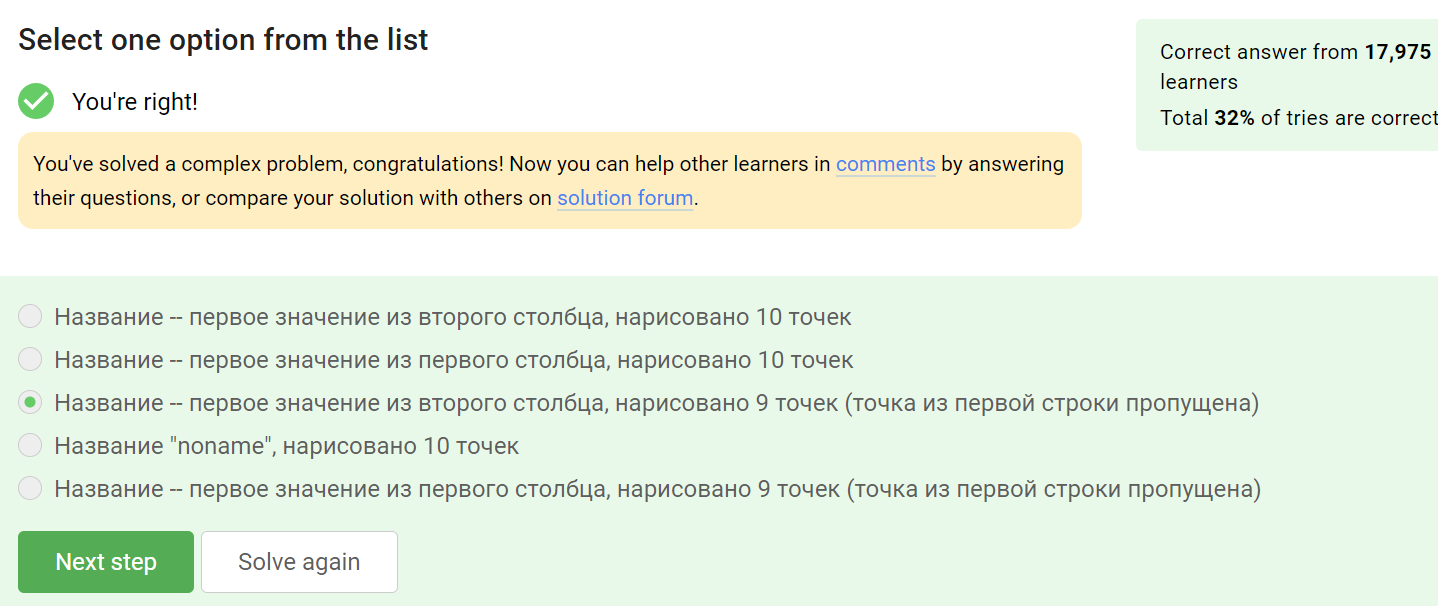 Select one option from the list
Correct answer from 17,975
learners
Total 32% of tries are correct
You're right!
You've solved a complex problem, congratulations! Now you can help other learners in comments by answering
their questions, or compare your solution with others on solution forum.
Название -- первое значение из второго столбца, нарисовано 10 точек
Название -- первое значение из первого столбца, нарисовано 10 точек
Название -- первое значение из второго столбца, нарисовано 9 точек (точка из первой строки пропущена)
Название "noname", нарисовано 10 точек
Название -- первое значение из первого столбца, нарисовано 9 точек (точка из первой строки пропущена)
Next step
Solve again